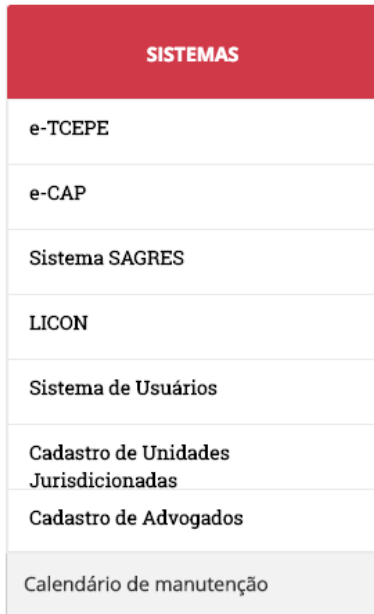 SISTEMAS
e-TCEPE
e-CAP
Sistema SAGRES
LICON
Sistema de Usuários
Cadastro de Unidades
Jurisdicionadas
Cadastro de Advogados
Calendário de manutenção